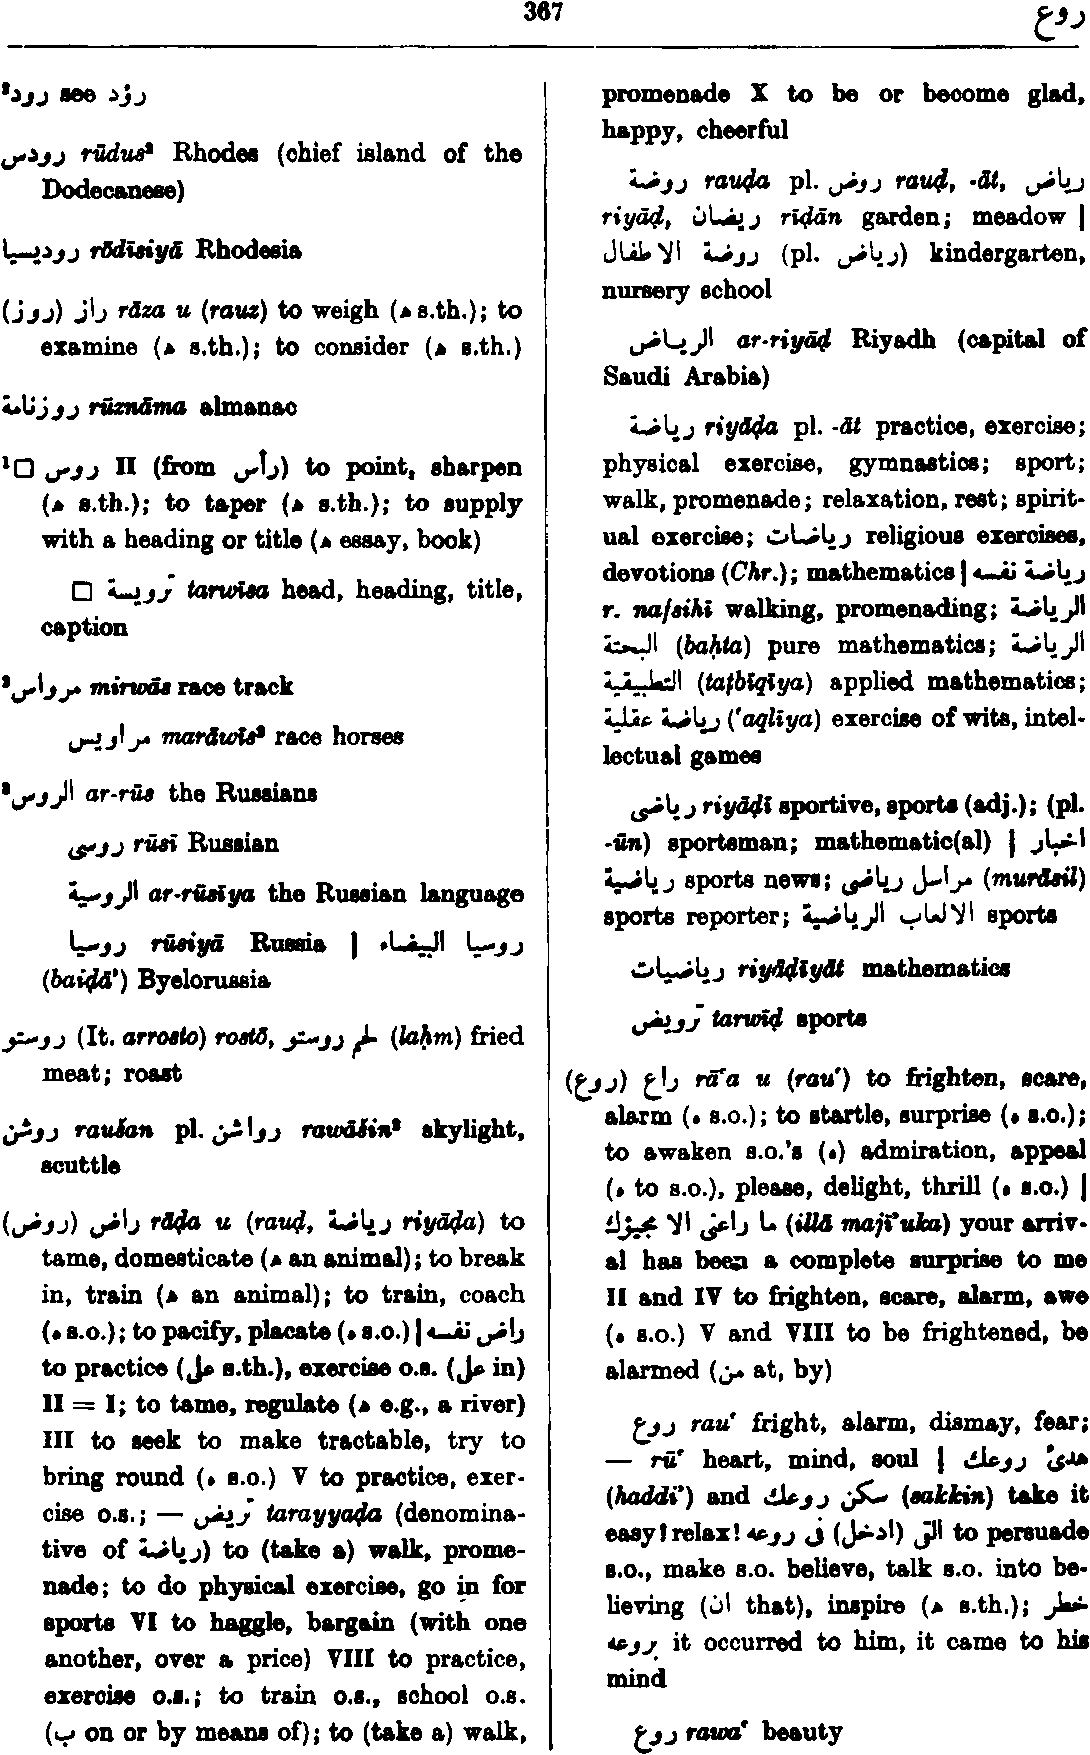 367
روع
²رود see رؤد
رودس rūdus² Rhodes (chief island of the
Dodecanese)
روديسيا rōdīsiyā Rhodesia
(روز) راز rāza u (rauz) to weigh (ه s.th.); to
examine (ه s.th.); to consider (ه s.th.)
روزنامة rūznāma almanac
¹□ روس II (from رأس) to point, sharpen
(ه s.th.); to taper (ه s.th.); to supply
with a heading or title (ه essay, book)
□ ترويسة tarwīsa head, heading, title,
caption
²مرواس mirwās race track
مراويس marāwīs² race horses
³الروس ar-rūs the Russians
روسى rūsī Russian
الروسية ar-rūsīya the Russian language
روسيا rūsiyā Russia | روسيا البيضاء
(baiḍā’) Byelorussia
روستو (It. arrosto) rostō, لحم روستو (laḥm) fried
meat; roast
روشن raušan pl. رواشن rawāšin² skylight,
scuttle
(روض) راض rāḍa u (rauḍ, رياضة riyāḍa) to
tame, domesticate (ه an animal); to break
in, train (ه an animal); to train, coach
(ه s.o.); to pacify, placate (ه s.o.) | راض نفسه
to practice (على s.th.), exercise o.s. (على in)
II = I; to tame, regulate (ه e.g., a river)
III to seek to make tractable, try to
bring round (ه s.o.) V to practice, exer-
cise o.s.; — تريض tarayyaḍa (denomina-
tive of رياضة) to (take a) walk, prome-
nade; to do physical exercise, go in for
sports VI to haggle, bargain (with one
another, over a price) VIII to practice,
exercise o.s.; to train o.s., school o.s.
(ب on or by means of); to (take a) walk,
promenade X to be or become glad,
happy, cheerful
روضة rauḍa pl. روض rauḍ, -āt, رياض
riyāḍ, ريضان rīḍān garden; meadow |
روضة الاطفال (pl. رياض) kindergarten,
nursery school
الرياض ar-riyāḍ Riyadh (capital of
Saudi Arabia)
رياضة riyāḍa pl. -āt practice, exercise;
physical exercise, gymnastics; sport;
walk, promenade; relaxation, rest; spirit-
ual exercise; رياضات religious exercises,
devotions (Chr.); mathematics | رياضة نفسه
r. nafsihī walking, promenading; الرياضة
البحتة (baḥta) pure mathematics; الرياضة
التطبيقية (taṭbīqīya) applied mathematics;
رياضة عقلية (‘aqlīya) exercise of wits, intel-
lectual games
رياضى riyāḍī sportive, sports (adj.); (pl.
-ūn) sportsman; mathematic(al) | اخبار
رياضية sports news; مراسل رياضى (murāsil)
sports reporter; الالعاب الرياضية sports
رياضيات riyāḍīyāt mathematics
ترويض tarwīḍ sports
(روع) راع rā‘a u (rau‘) to frighten, scare,
alarm (ه s.o.); to startle, surprise (ه s.o.);
to awaken s.o.’s (ه) admiration, appeal
(ه to s.o.), please, delight, thrill (ه s.o.) |
ما راعنى الا مجيئك (illā majī’uka) your arriv-
al has been a complete surprise to me
II and IV to frighten, scare, alarm, awe
(ه s.o.) V and VIII to be frightened, be
alarmed (من at, by)
روع rau‘ fright, alarm, dismay, fear;
— rū‘ heart, mind, soul | هدئ روعك
(haddi’) and سكن روعك (sakkin) take it
easy! relax! القى (ادخل) فى روعه to persuade
s.o., make s.o. believe, talk s.o. into be-
lieving (ان that), inspire (ه s.th.); خطر
بروعه it occurred to him, it came to his
mind
روع rawa‘ beauty